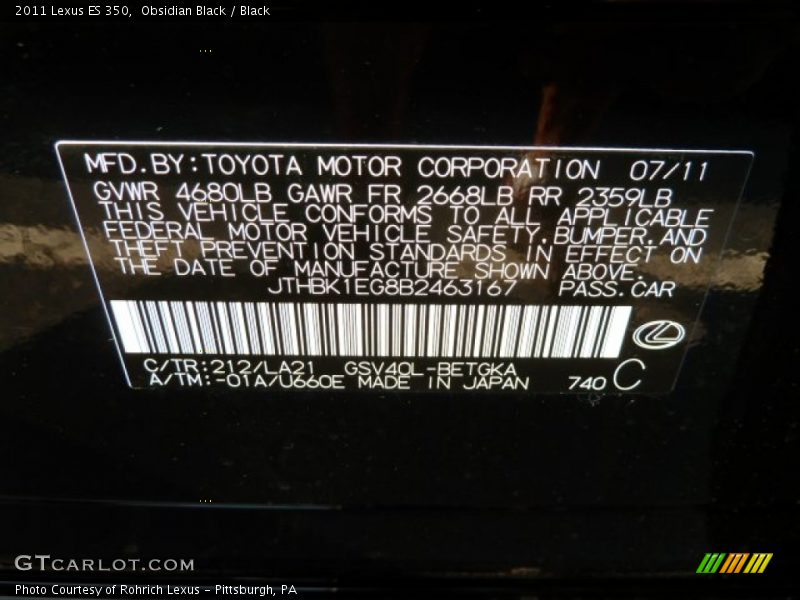 2011 Lexus ES 350,  Obsidian Black / Black
MFD.BY:TOYOTA MOTOR CORPORATION 07/11
GVWR 4680LB GAWR FR 2668LB RR 2359LB
THIS VEHICLE CONFORMS TO ALL APPLICABLE
FEDERAL MOTOR VEHICLE SAFETY,BUMPER,AND
THEFT PREVENTION STANDARDS IN EFFECT ON
THE DATE OF MANUFACTURE SHOWN ABOVE.
JTHBK1EG8B2463167 PASS.CAR
C/TR:212/LA21 GSV40L-BETGKA
A/TM:-01A/U660E MADE IN JAPAN 740 C
GTCARLOT.COM
Photo Courtesy of Rohrich Lexus - Pittsburgh, PA